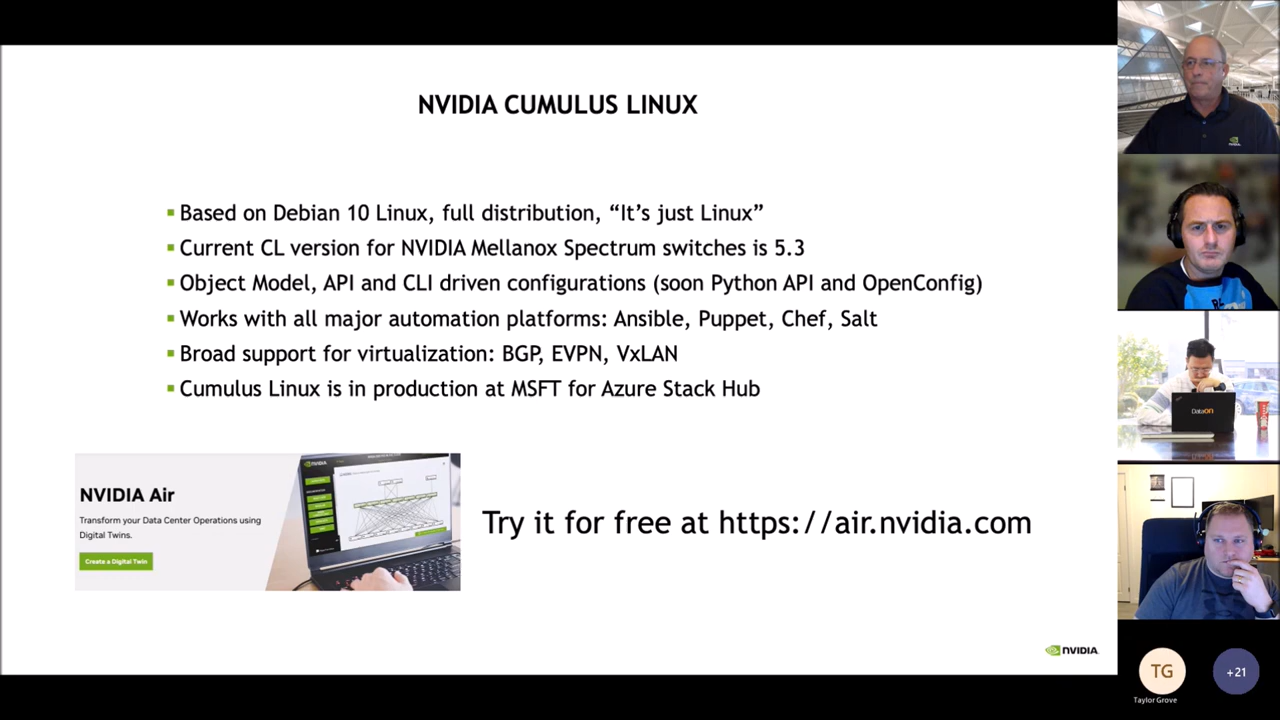 NVIDIA CUMULUS LINUX
Based on Debian 10 Linux, full distribution, “It’s just Linux”
Current CL version for NVIDIA Mellanox Spectrum switches is 5.3
Object Model, API and CLI driven configurations (soon Python API and OpenConfig)
Works with all major automation platforms: Ansible, Puppet, Chef, Salt
Broad support for virtualization: BGP, EVPN, VxLAN
Cumulus Linux is in production at MSFT for Azure Stack Hub
NVIDIA Air
Transform your Data Center Operations using
Digital Twins.
Create a Digital Twin
NVIDIA
Try it for free at https://air.nvidia.com
NVIDIA
DataON
TG
Taylor Grove
+21